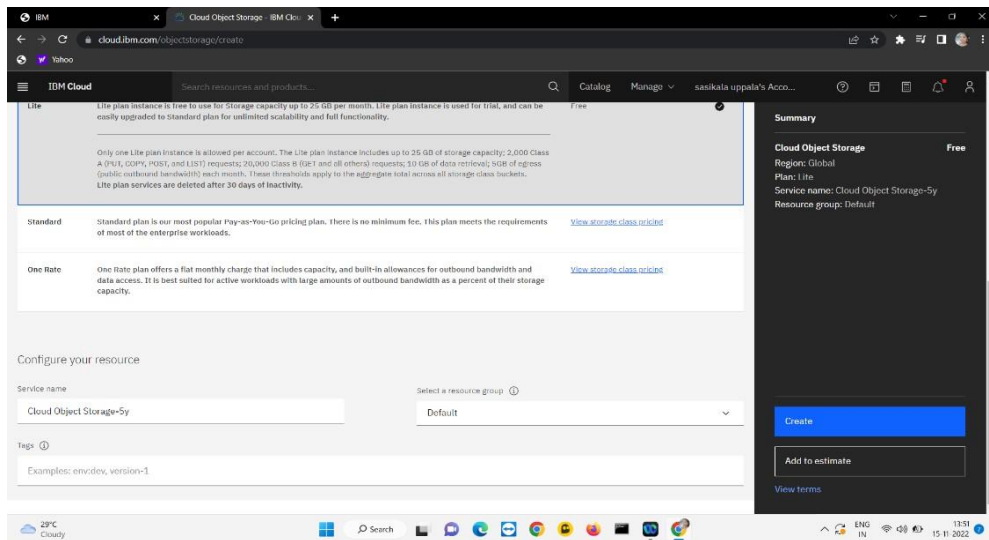 IBM
Cloud Object Storage - IBM Clou
cloud.ibm.com/objectstorage/create
Yahoo
IBM Cloud
Search resources and products...
Catalog
Manage
sasikala uppala's Acco...
Lite
Lite plan instance is free to use for Storage capacity up to 25 GB per month. Lite plan instance is used for trial, and can be
easily upgraded to Standard plan for unlimited scalability and full functionality.
Free
Only one Lite plan instance is allowed per account. The Lite plan instance includes up to 25 GB of storage capacity; 2,000 Class
A (PUT, COPY, POST, and LIST) requests; 20,000 Class B (GET and all others) requests; 10 GB of data retrieval; 5GB of egress
(public outbound bandwidth) each month. These thresholds apply to the aggregate total across all storage class buckets.
Lite plan services are deleted after 30 days of inactivity.
Standard
Standard plan is our most popular Pay-as-You-Go pricing plan. There is no minimum fee. This plan meets the requirements
of most of the enterprise workloads.
View storage class pricing
One Rate
One Rate plan offers a flat monthly charge that includes capacity, and built-in allowances for outbound bandwidth and
data access. It is best suited for active workloads with large amounts of outbound bandwidth as a percent of their storage
capacity.
View storage class pricing
Configure your resource
Service name
Cloud Object Storage-5y
Select a resource group
Default
Tags
Examples: env:dev, version-1
Summary
Cloud Object Storage
Free
Region: Global
Plan: Lite
Service name: Cloud Object Storage-5y
Resource group: Default
Create
Add to estimate
View terms
29°C
Cloudy
Search
ENG
IN
13:51
15-11-2022